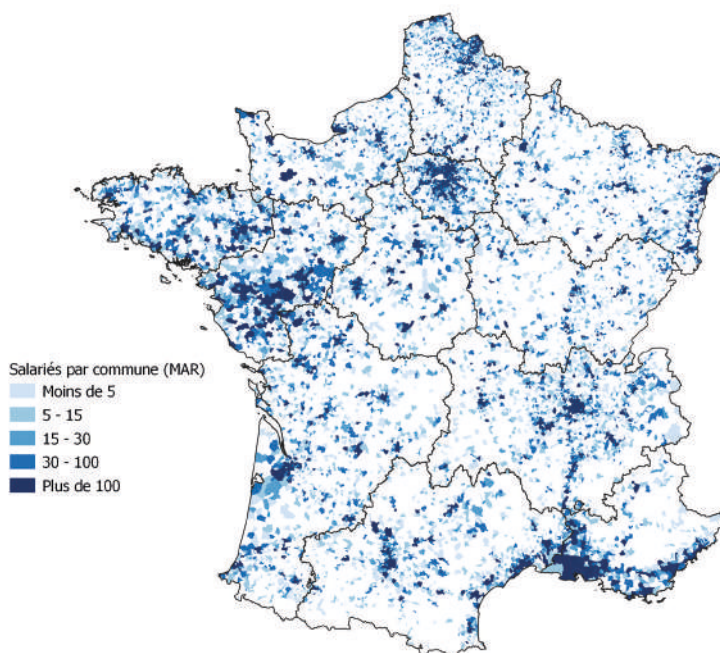 Salariés par commune (MAR)
Moins de 5
5 - 15
15 - 30
30 - 100
Plus de 100